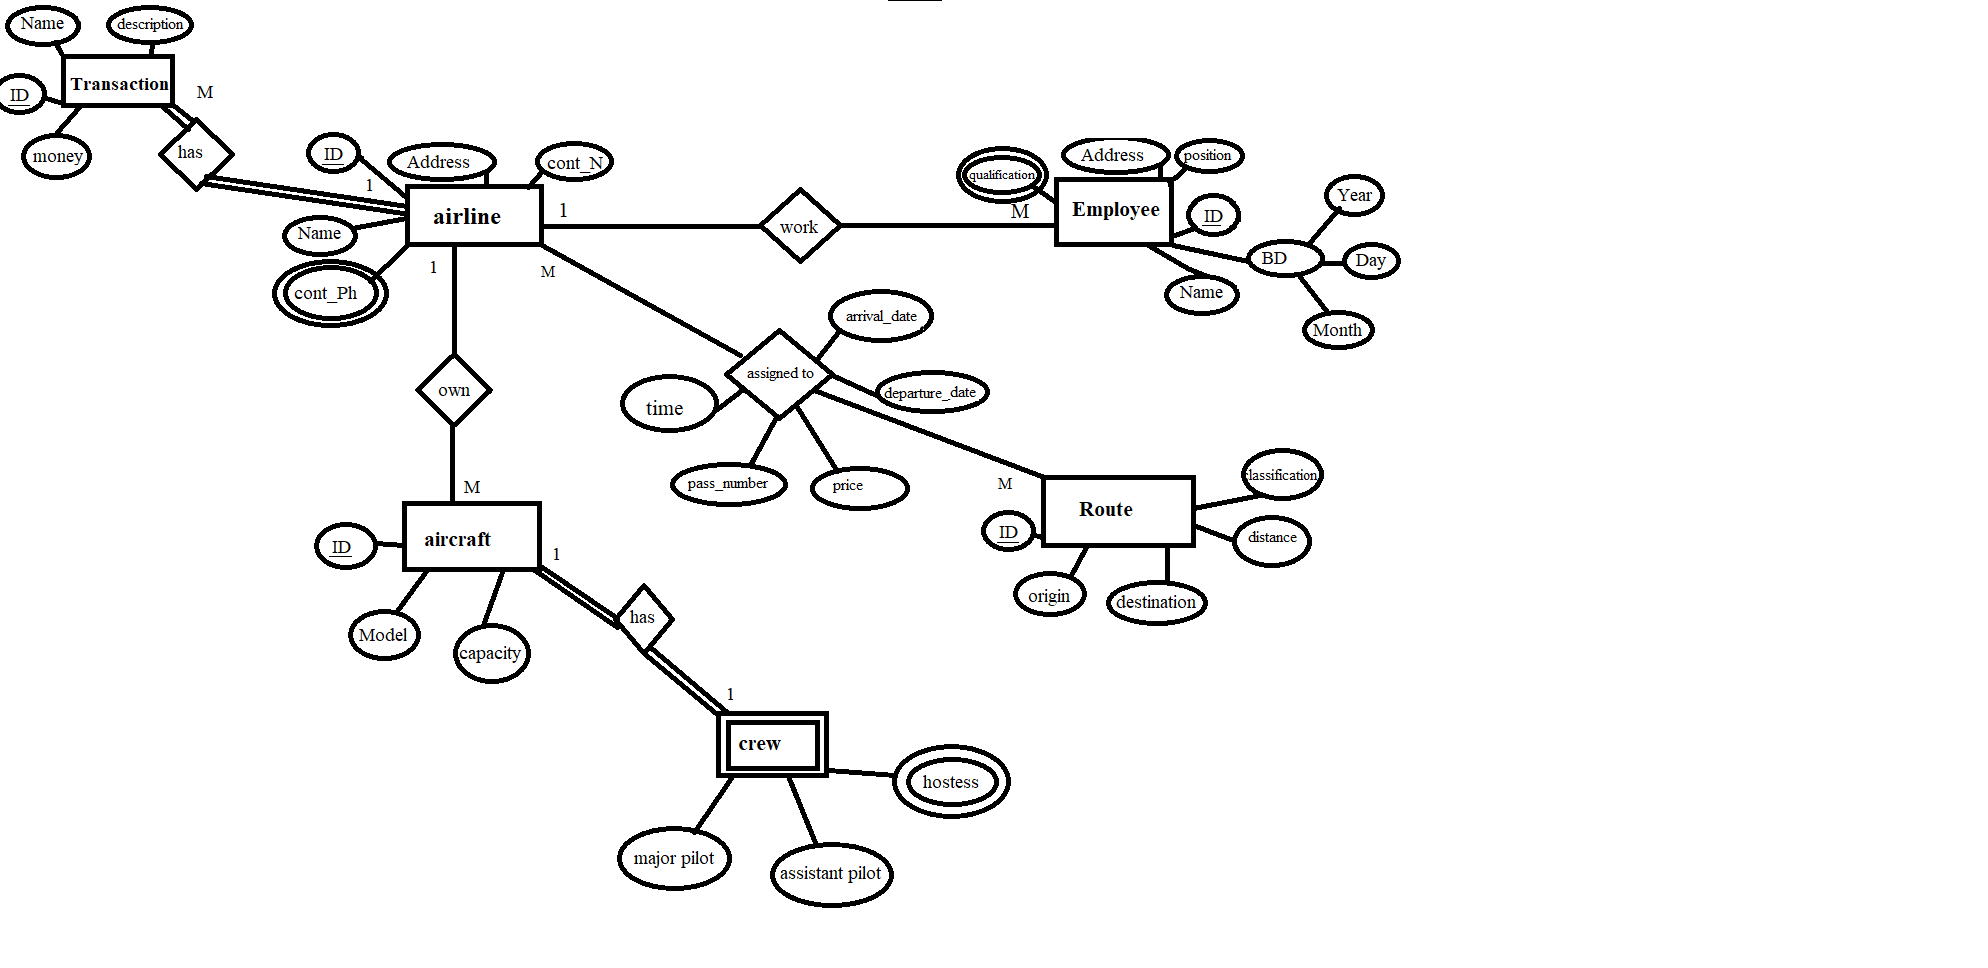 Name
description
Transaction
ID
M
money
has
ID
Address
cont_N
1
airline
1
Name
cont_Ph
1
M
work
qualification
Address
position
M
Employee
ID
Year
BD
Day
Name
Month
arrival_date
assigned to
departure_date
time
own
pass_number
price
M
M
Route
classification
ID
distance
origin
destination
aircraft
ID
1
Model
capacity
has
1
crew
hostess
major pilot
assistant pilot